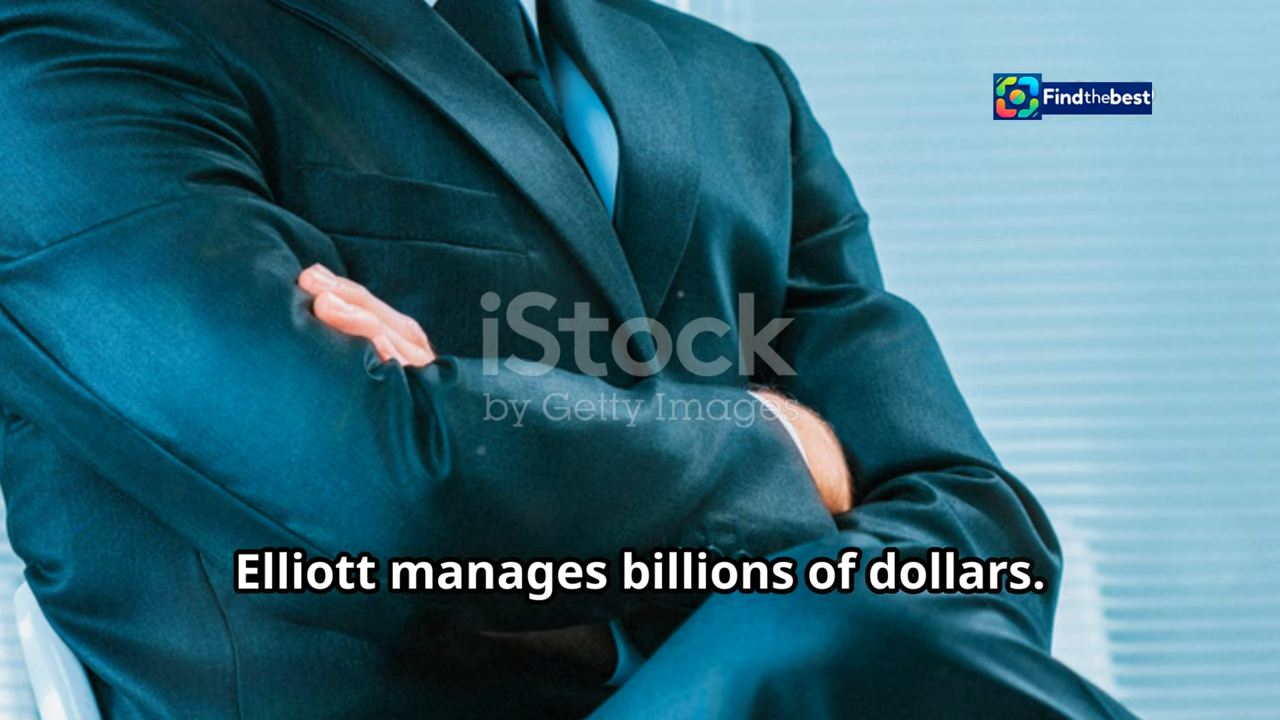 Findthebest
iStock
by Getty Images
Elliott manages billions of dollars.